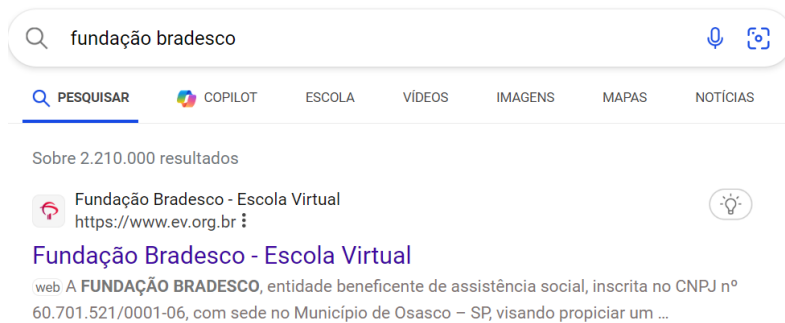 fundação bradesco
PESQUISAR COPILOT ESCOLA VÍDEOS IMAGENS MAPAS NOTÍCIAS
Sobre 2.210.000 resultados
Fundação Bradesco - Escola Virtual
https://www.ev.org.br
Fundação Bradesco - Escola Virtual
web A FUNDAÇÃO BRADESCO, entidade beneficente de assistência social, inscrita no CNPJ nº
60.701.521/0001-06, com sede no Município de Osasco – SP, visando propiciar um ...